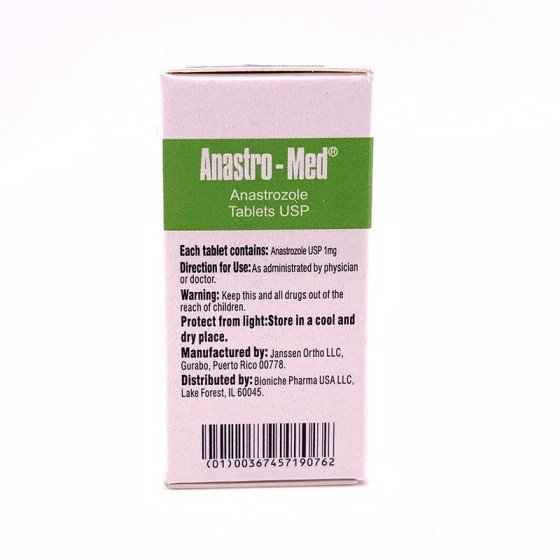 Anastro-Med®
Anastrozole
Tablets USP
Each tablet contains: Anastrozole USP 1mg
Direction for Use: As administrated by physician
or doctor.
Warning: Keep this and all drugs out of the
reach of children.
Protect from light:Store in a cool and
dry place.
Manufactured by: Janssen Ortho LLC,
Gurabo, Puerto Rico 00778.
Distributed by: Bioniche Pharma USA LLC,
Lake Forest, IL 60045.
(01)00367457190762